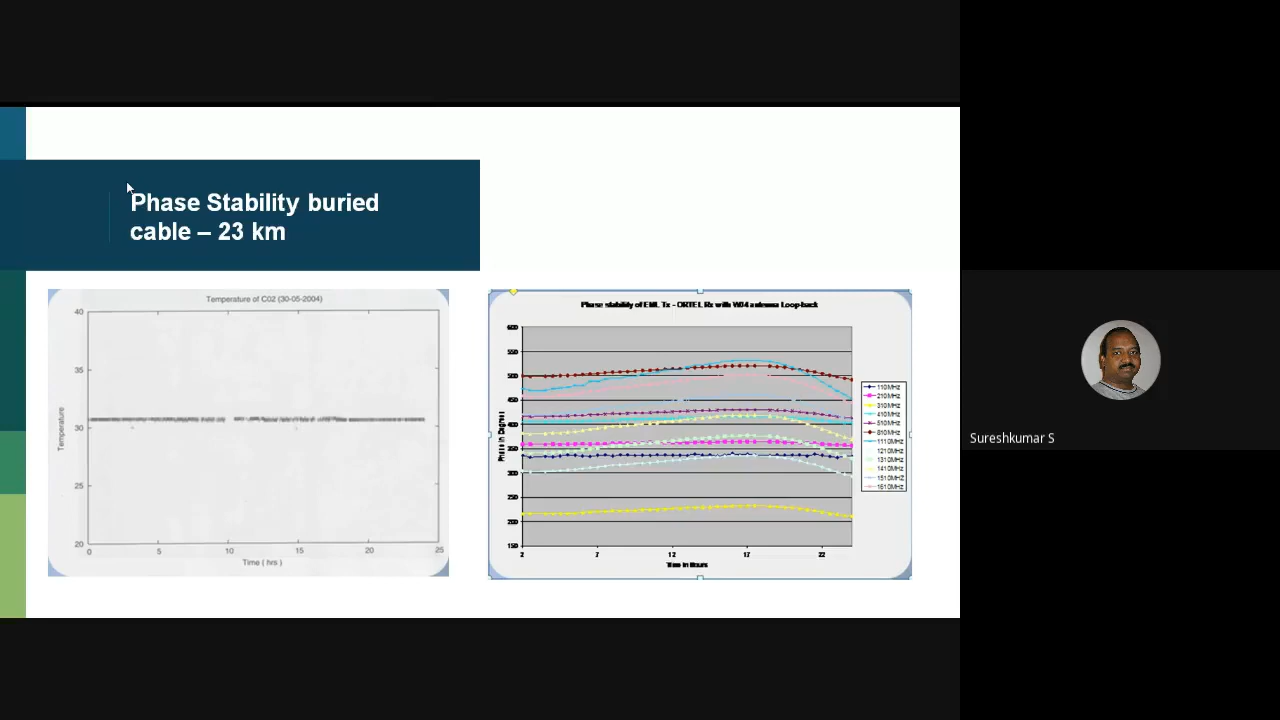 Phase Stability buried
cable – 23 km
Temperature of C02 (30-05-2004)
40
35
30
25
20
Temperature
0 5 10 15 20 25
Time ( hrs )
Phase stability of EML Tx - ORTEL Rx with W04 antenna Loop-back
600
550
500
450
400
350
300
250
200
150
Phase in Degree
2 7 12 17 22
Time in Hours
110MHz
210MHz
310MHz
410MHz
510MHz
810MHz
1110MHz
1210MHz
1310MHz
1410MHz
1510MHZ
1610MHz
Sureshkumar S